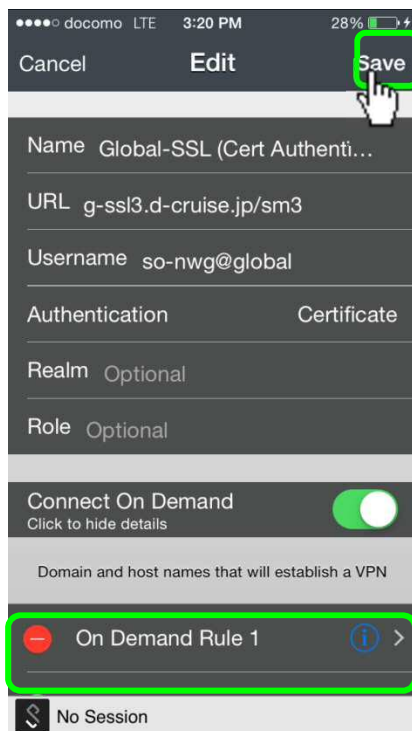 docomo LTE 3:20 PM 28%
Cancel Edit Save
Name Global-SSL (Cert Authenti...
URL g-ssl3.d-cruise.jp/sm3
Username so-nwg@global
Authentication Certificate
Realm Optional
Role Optional
Connect On Demand
Click to hide details
Domain and host names that will establish a VPN
On Demand Rule 1
No Session